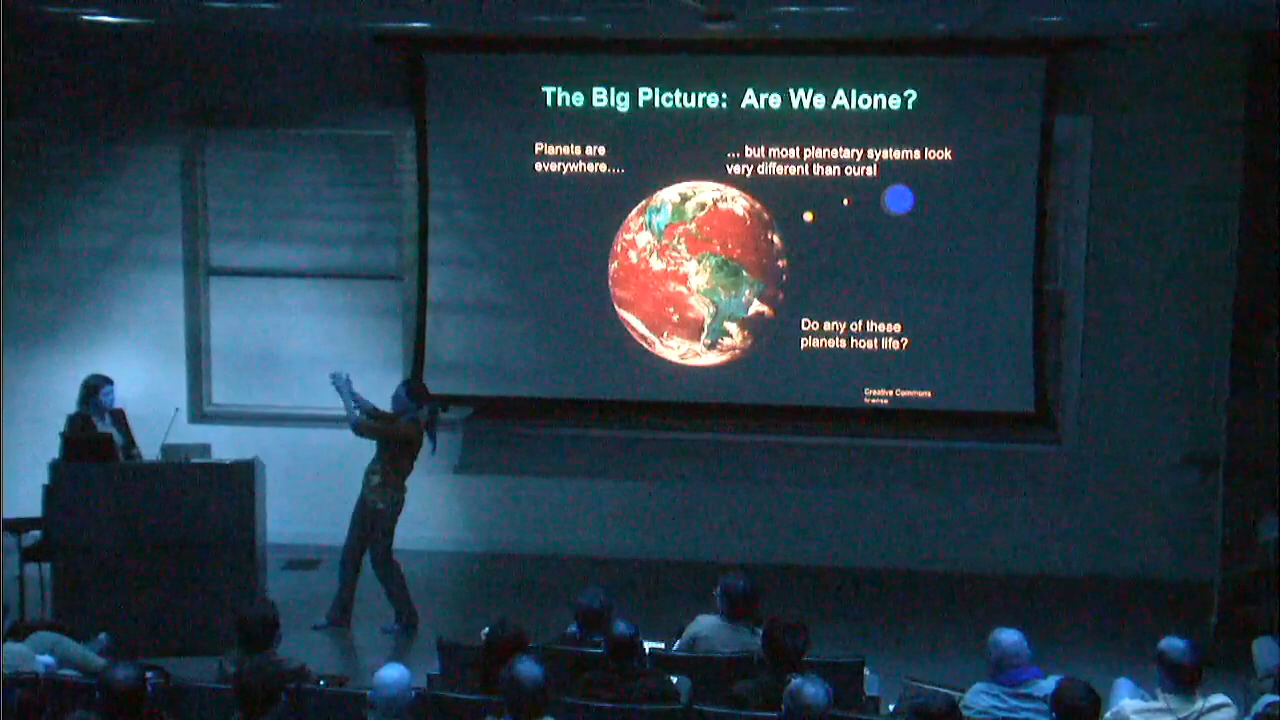 The Big Picture:  Are We Alone?
Planets are
everywhere....
... but most planetary systems look
very different than ours!
Do any of these
planets host life?
Creative Commons
license